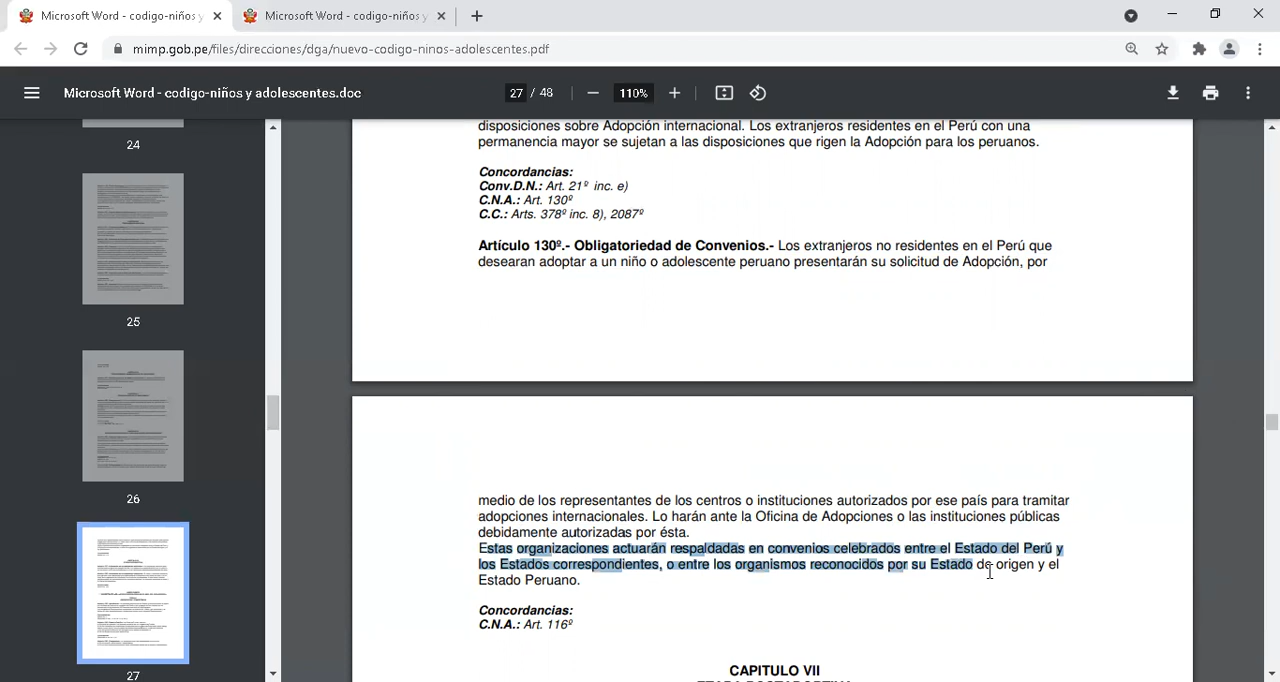 Microsoft Word - codigo-niños y
Microsoft Word - codigo-niños y
mimp.gob.pe/files/direcciones/dga/nuevo-codigo-ninos-adolescentes.pdf
Microsoft Word - codigo-niños y adolescentes.doc
27 / 48
110%
24
25
26
27
disposiciones sobre Adopción internacional. Los extranjeros residentes en el Perú con una
permanencia mayor se sujetan a las disposiciones que rigen la Adopción para los peruanos.
Concordancias:
Conv.D.N.: Art. 21º inc. e)
C.N.A.: Art. 130º
C.C.: Arts. 378º inc. 8), 2087º
Artículo 130º.- Obligatoriedad de Convenios.- Los extranjeros no residentes en el Perú que
desearan adoptar a un niño o adolescente peruano presentarán su solicitud de Adopción, por
medio de los representantes de los centros o instituciones autorizados por ese país para tramitar
adopciones internacionales. Lo harán ante la Oficina de Adopciones o las instituciones públicas
debidamente autorizadas por ésta.
Estas organizaciones actuarán respaldadas en convenios celebrados entre el Estado del Perú y
los Estados correspondientes, o entre los organismos reconocidos por su Estado de origen y el
Estado Peruano.
Concordancias:
C.N.A.: Art. 116º
CAPITULO VII